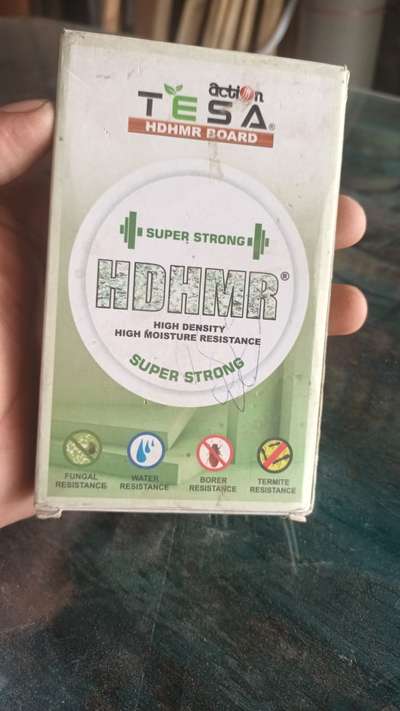 action
TESA®
HDHMR BOARD
SUPER STRONG
HDHMR®
HIGH DENSITY
HIGH MOISTURE RESISTANCE
SUPER STRONG
FUNGAL RESISTANCE
WATER RESISTANCE
BORER RESISTANCE
TERMITE RESISTANCE